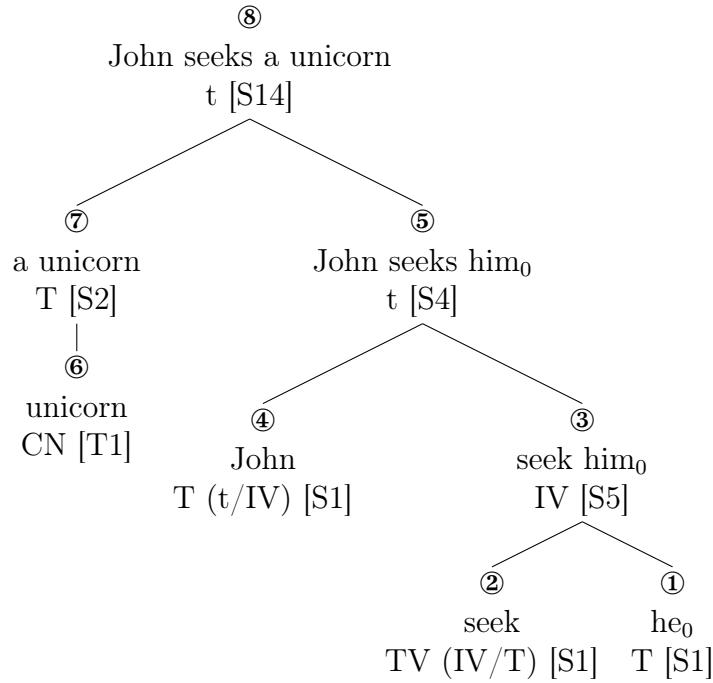 ⑧
John seeks a unicorn
t [S14]
⑦ ⑤
a unicorn John seeks him₀
T [S2] t [S4]
⑥ ④ ③
unicorn John seek him₀
CN [T1] T (t/IV) [S1] IV [S5]
② ①
seek he₀
TV (IV/T) [S1] T [S1]